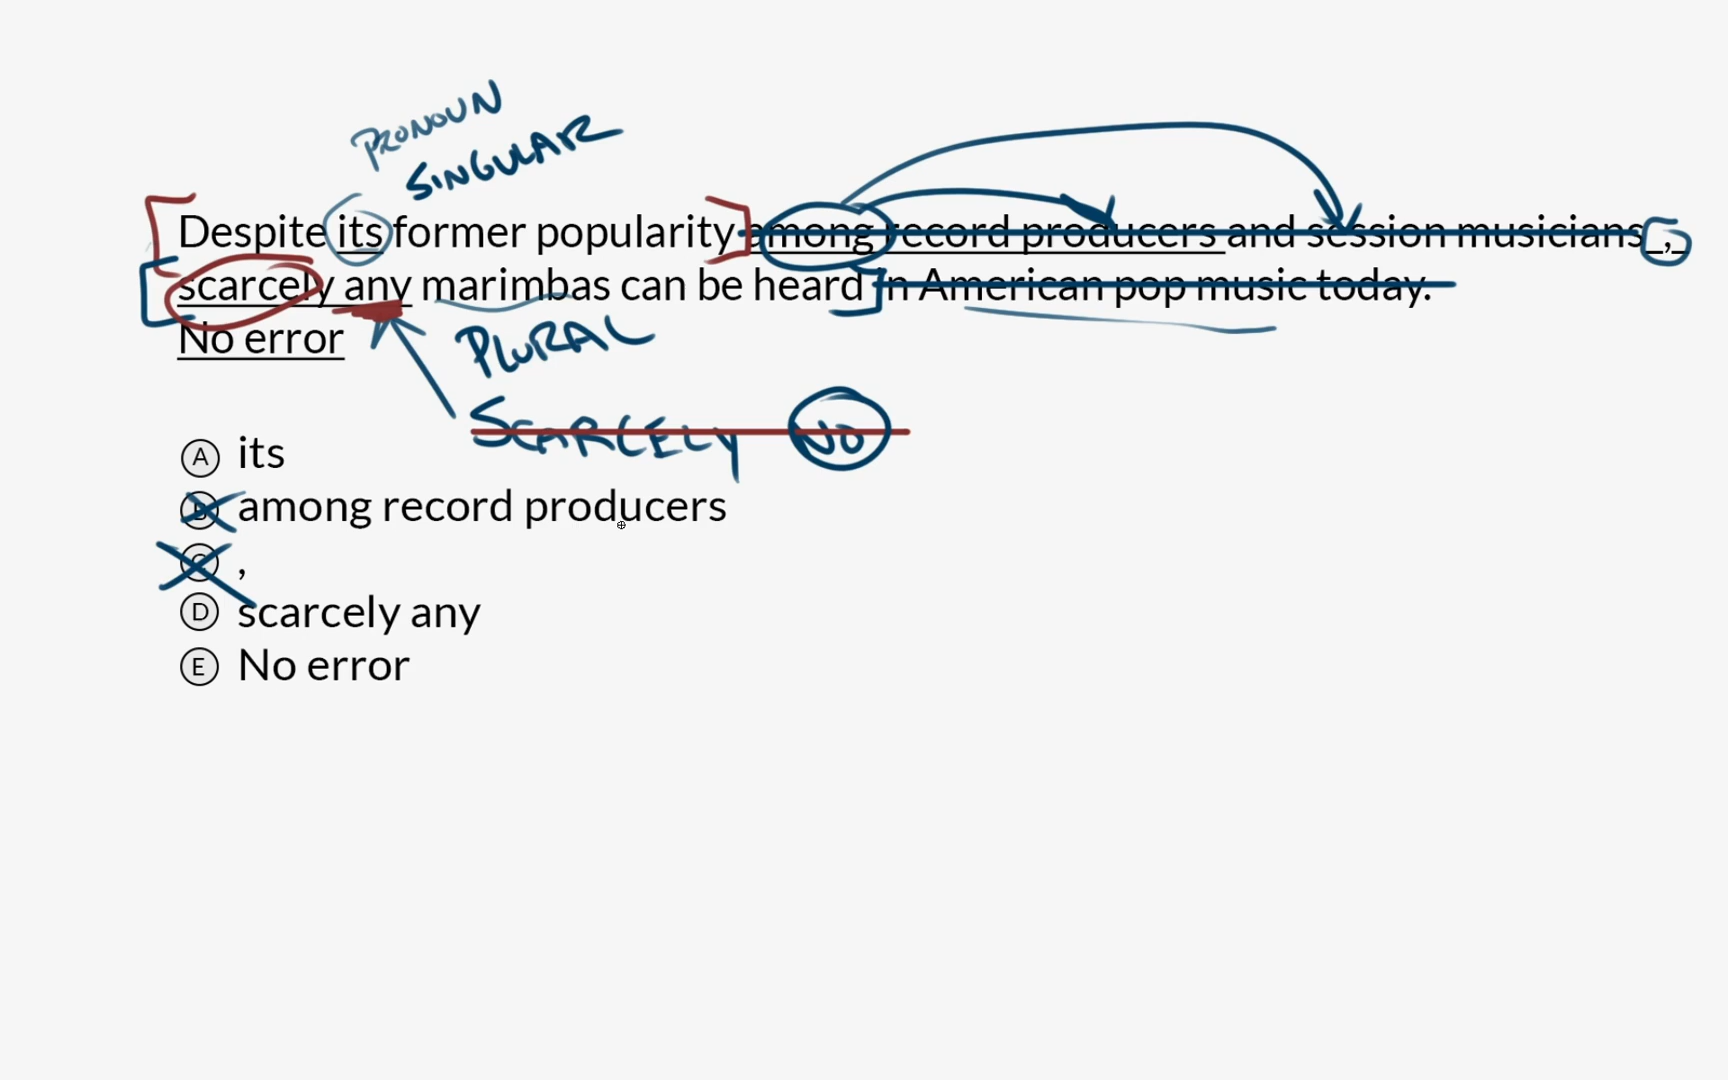 PRONOUN
SINGULAR
Despite its former popularity among record producers and session musicians_,_
scarcely any marimbas can be heard in American pop music today.
No error
PLURAL
SCARCELY NO
A its
B among record producers
C ,
D scarcely any
E No error